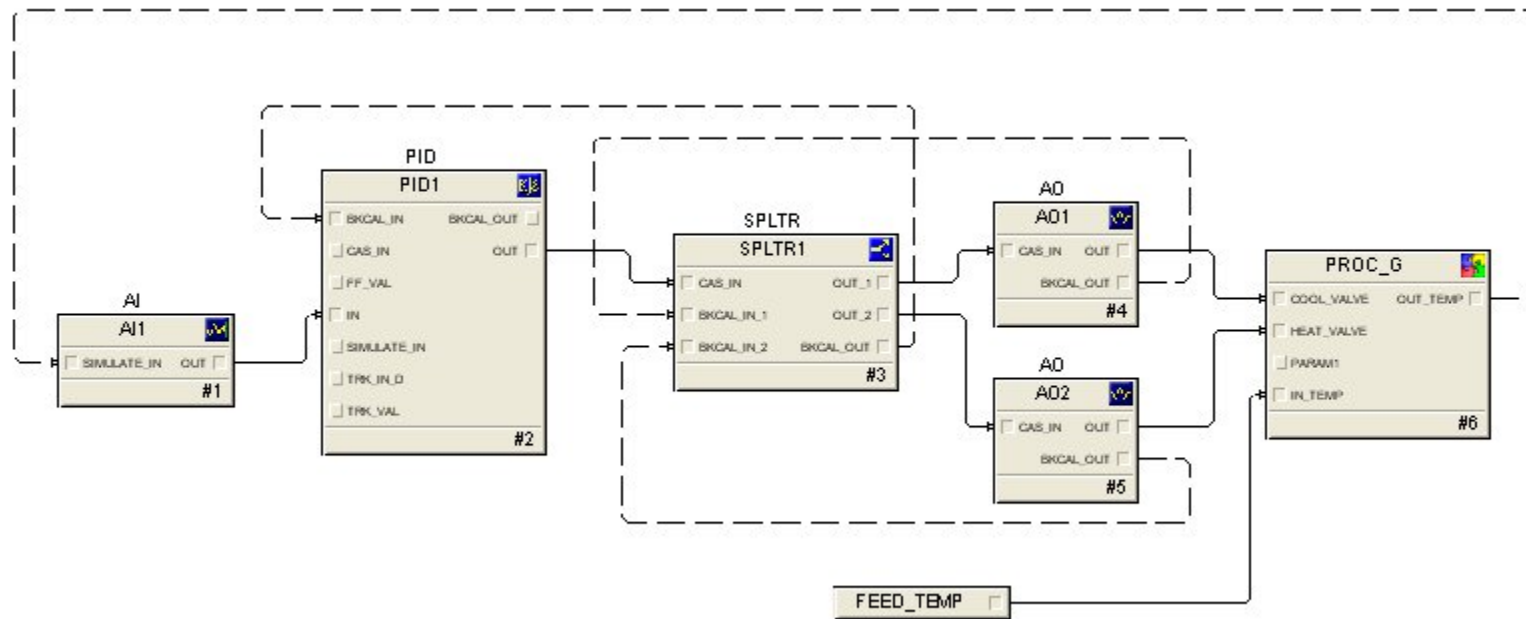 PID
PID1
BKCAL_IN BKCAL_OUT
CAS_IN OUT
FF_VAL
IN
SIMULATE_IN
TRK_IN_D
TRK_VAL
#2
AI
AI1
SIMULATE_IN OUT
#1
SPLTR
SPLTR1
CAS_IN OUT_1
BKCAL_IN_1 OUT_2
BKCAL_IN_2 BKCAL_OUT
#3
AO
AO1
CAS_IN OUT
BKCAL_OUT
#4
AO
AO2
CAS_IN OUT
BKCAL_OUT
#5
PROC_G
COOL_VALVE OUT_TEMP
HEAT_VALVE
PARAM1
IN_TEMP
#6
FEED_TEMP